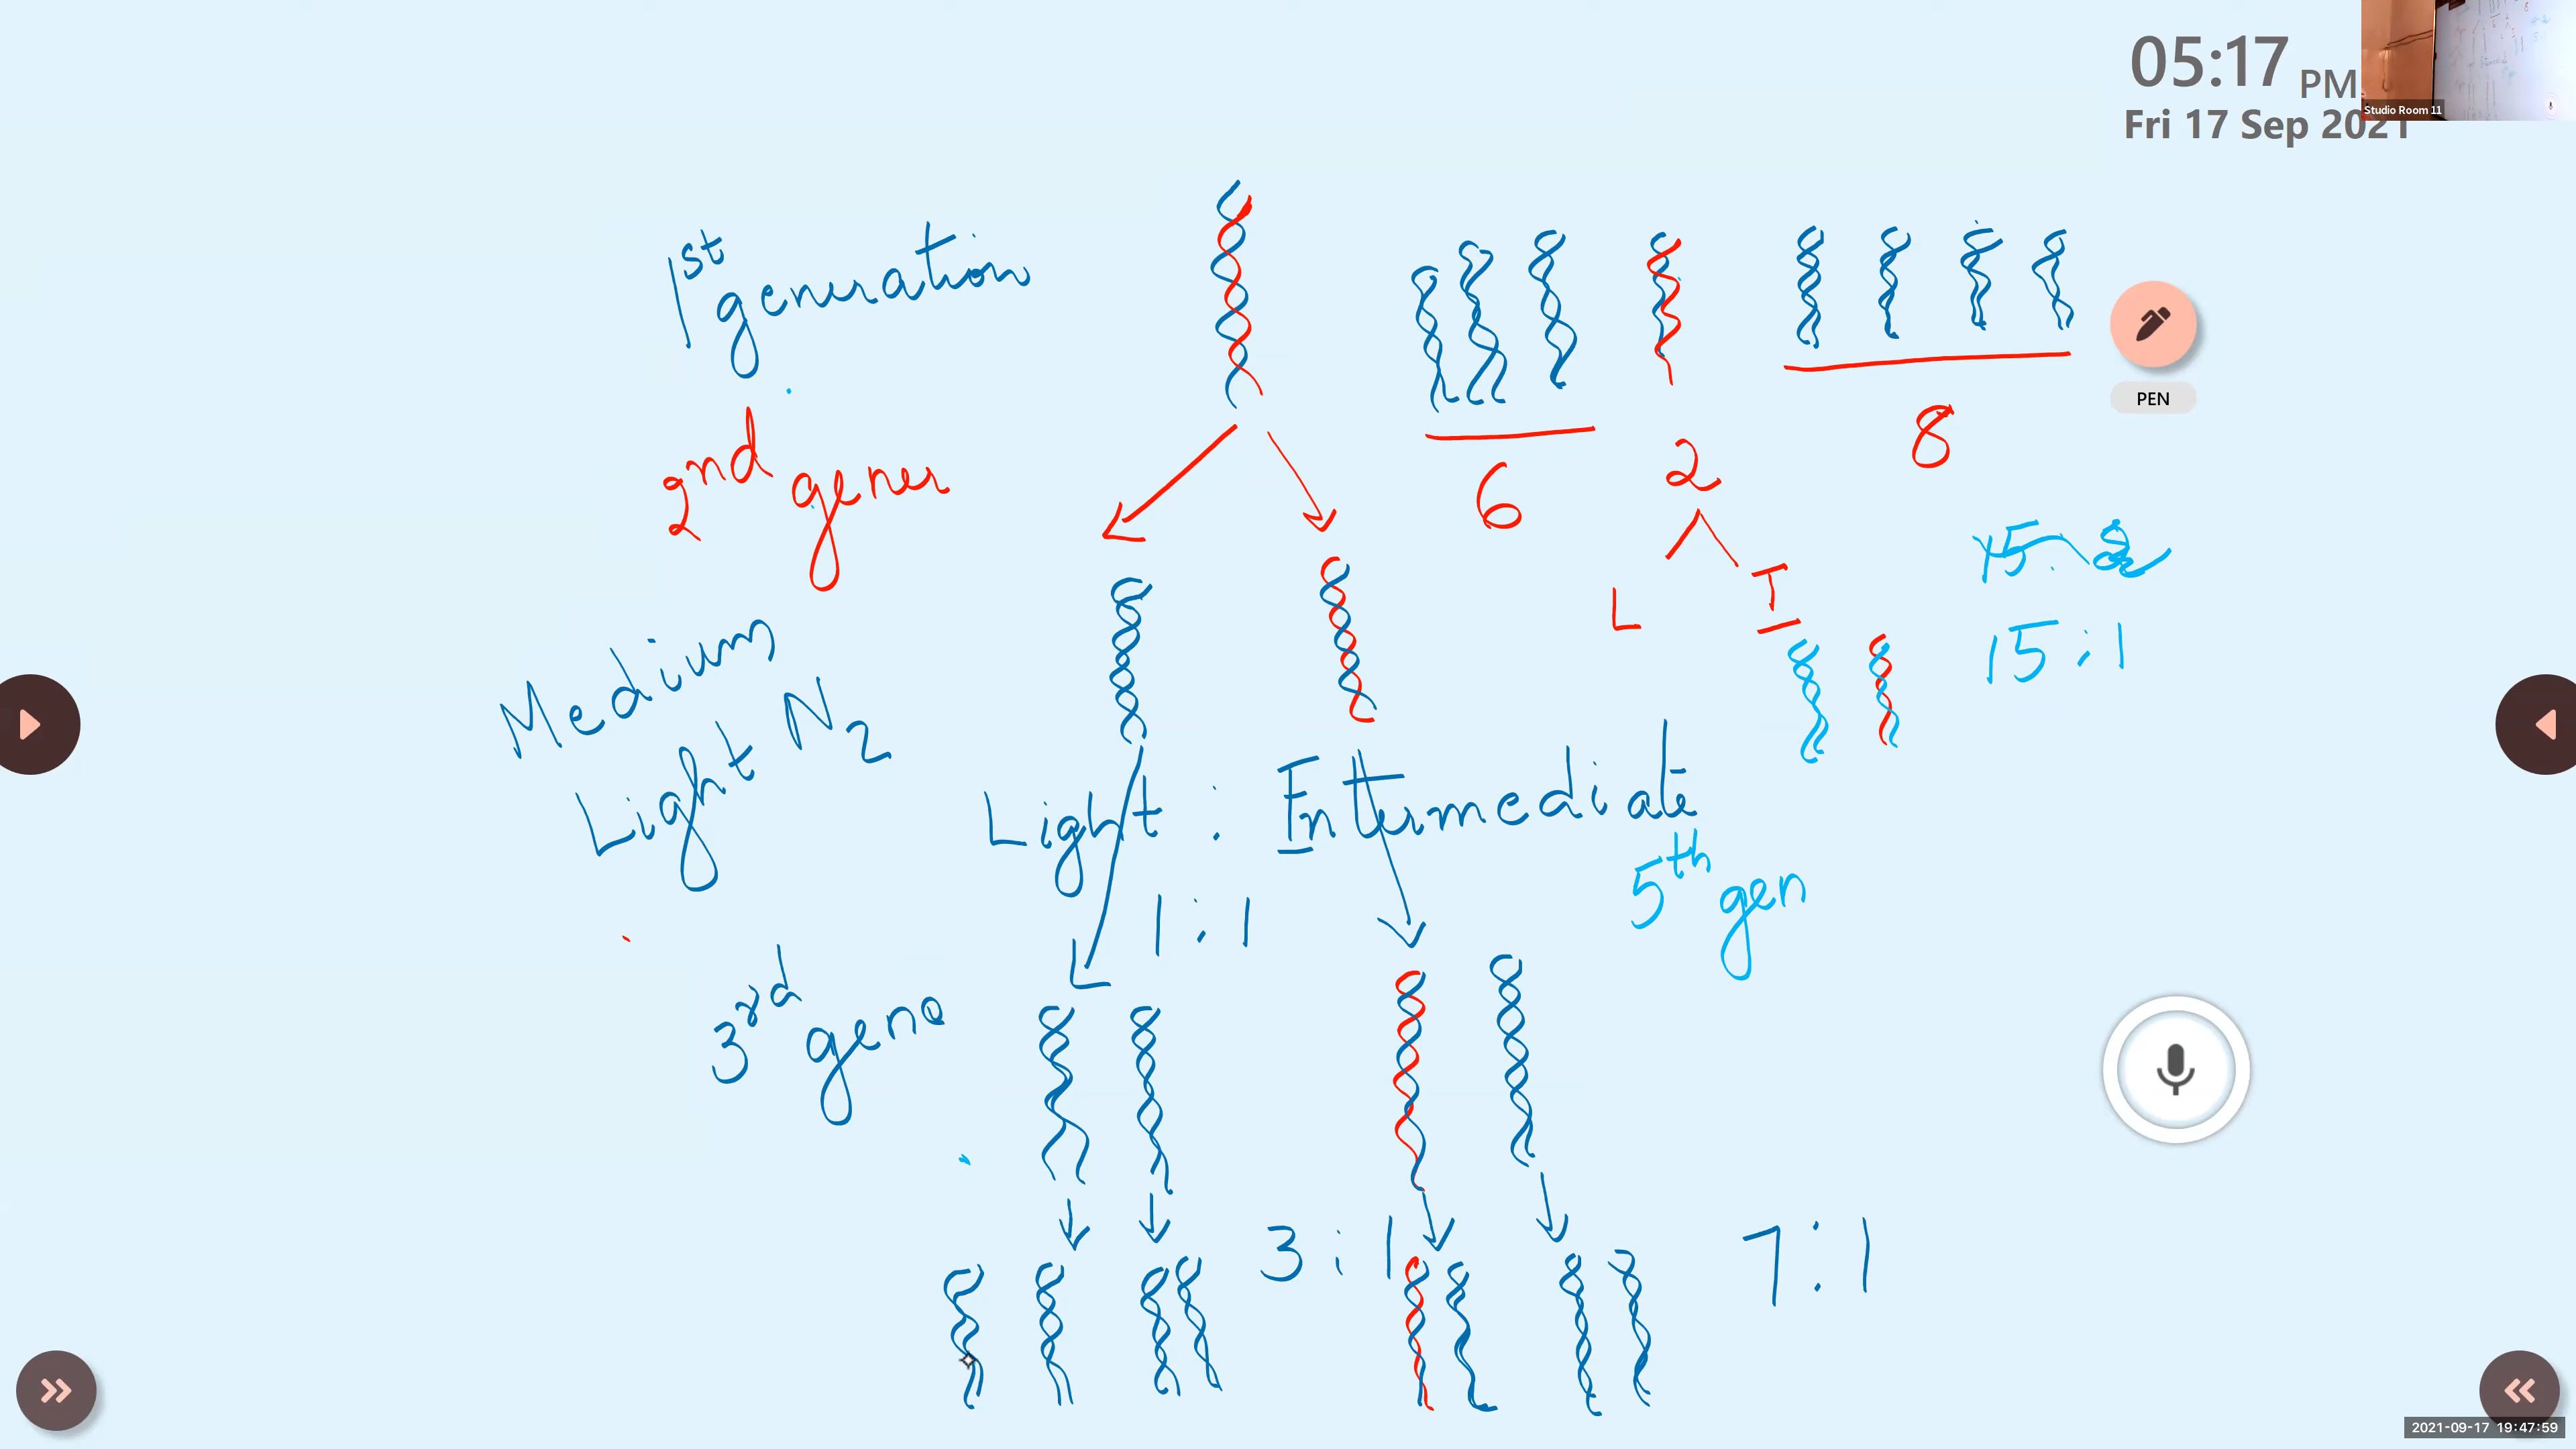 05:17 PM
Fri 17 Sep 2021
Studio Room 11
1st generation
PEN
2nd gener
6
2
8
L
I
15:1
Medium
Light N2
Light : Intermediate
1 : 1
5th gen
3rd gene
3 : 1
7 : 1
2021-09-17 19:47:59